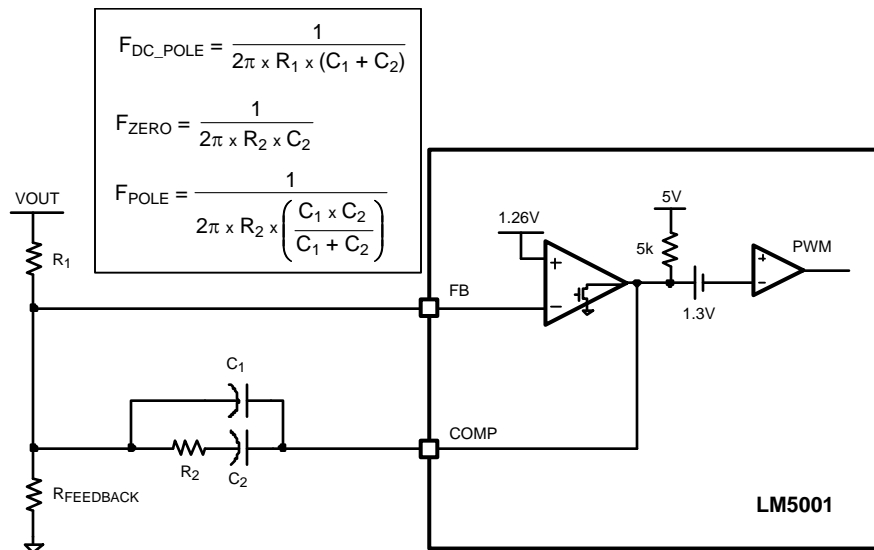 F_DC_POLE = 1 / (2π x R₁ x (C₁ + C₂))
F_ZERO = 1 / (2π x R₂ x C₂)
F_POLE = 1 / (2π x R₂ x ((C₁ x C₂) / (C₁ + C₂)))
VOUT
R₁
FB
1.26V
+
−
5V
5k
1.3V
+
−
PWM
C₁
R₂
C₂
COMP
R_FEEDBACK
LM5001